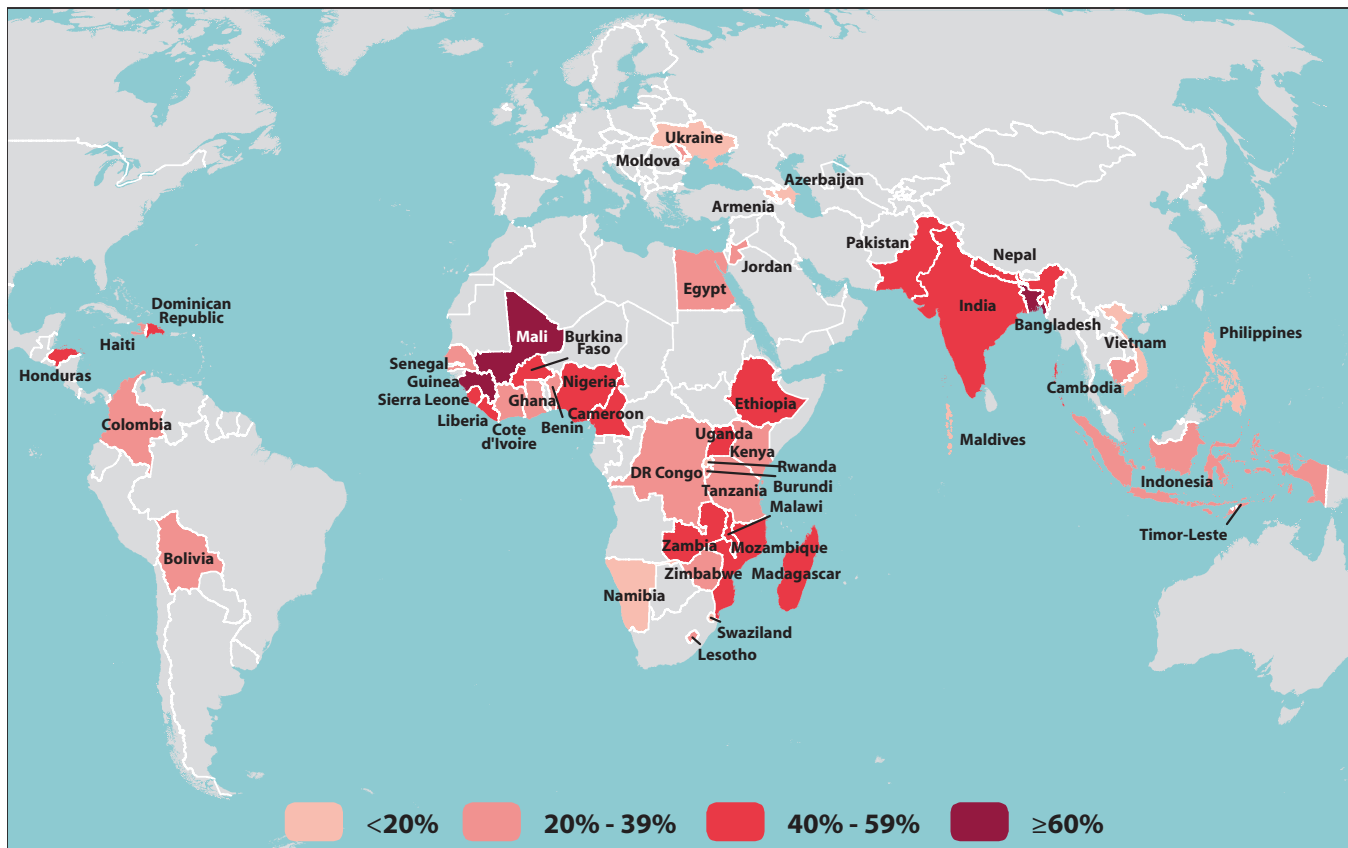 Ukraine
Moldova
Azerbaijan
Armenia
Pakistan
Nepal
Jordan
Egypt
India
Dominican
Republic
Haiti
Honduras
Mali
Burkina
Faso
Bangladesh
Vietnam
Philippines
Senegal
Guinea
Sierra Leone
Liberia
Cote
d'Ivoire
Ghana
Benin
Nigeria
Cameroon
Ethiopia
Cambodia
Colombia
Maldives
Uganda
Kenya
Rwanda
DR Congo
Burundi
Tanzania
Malawi
Indonesia
Timor-Leste
Bolivia
Zambia
Mozambique
Zimbabwe
Madagascar
Namibia
Swaziland
Lesotho
<20%
20% - 39%
40% - 59%
≥60%